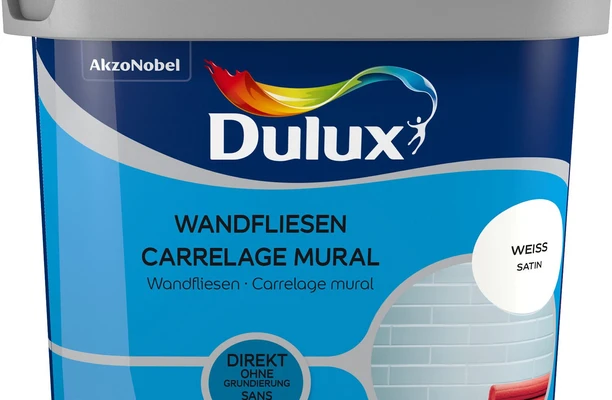 AkzoNobel
Dulux
WANDFLIESEN
CARRELAGE MURAL
Wandfliesen · Carrelage mural
WEISS
SATIN
DIREKT
OHNE
GRUNDIERUNG
SANS